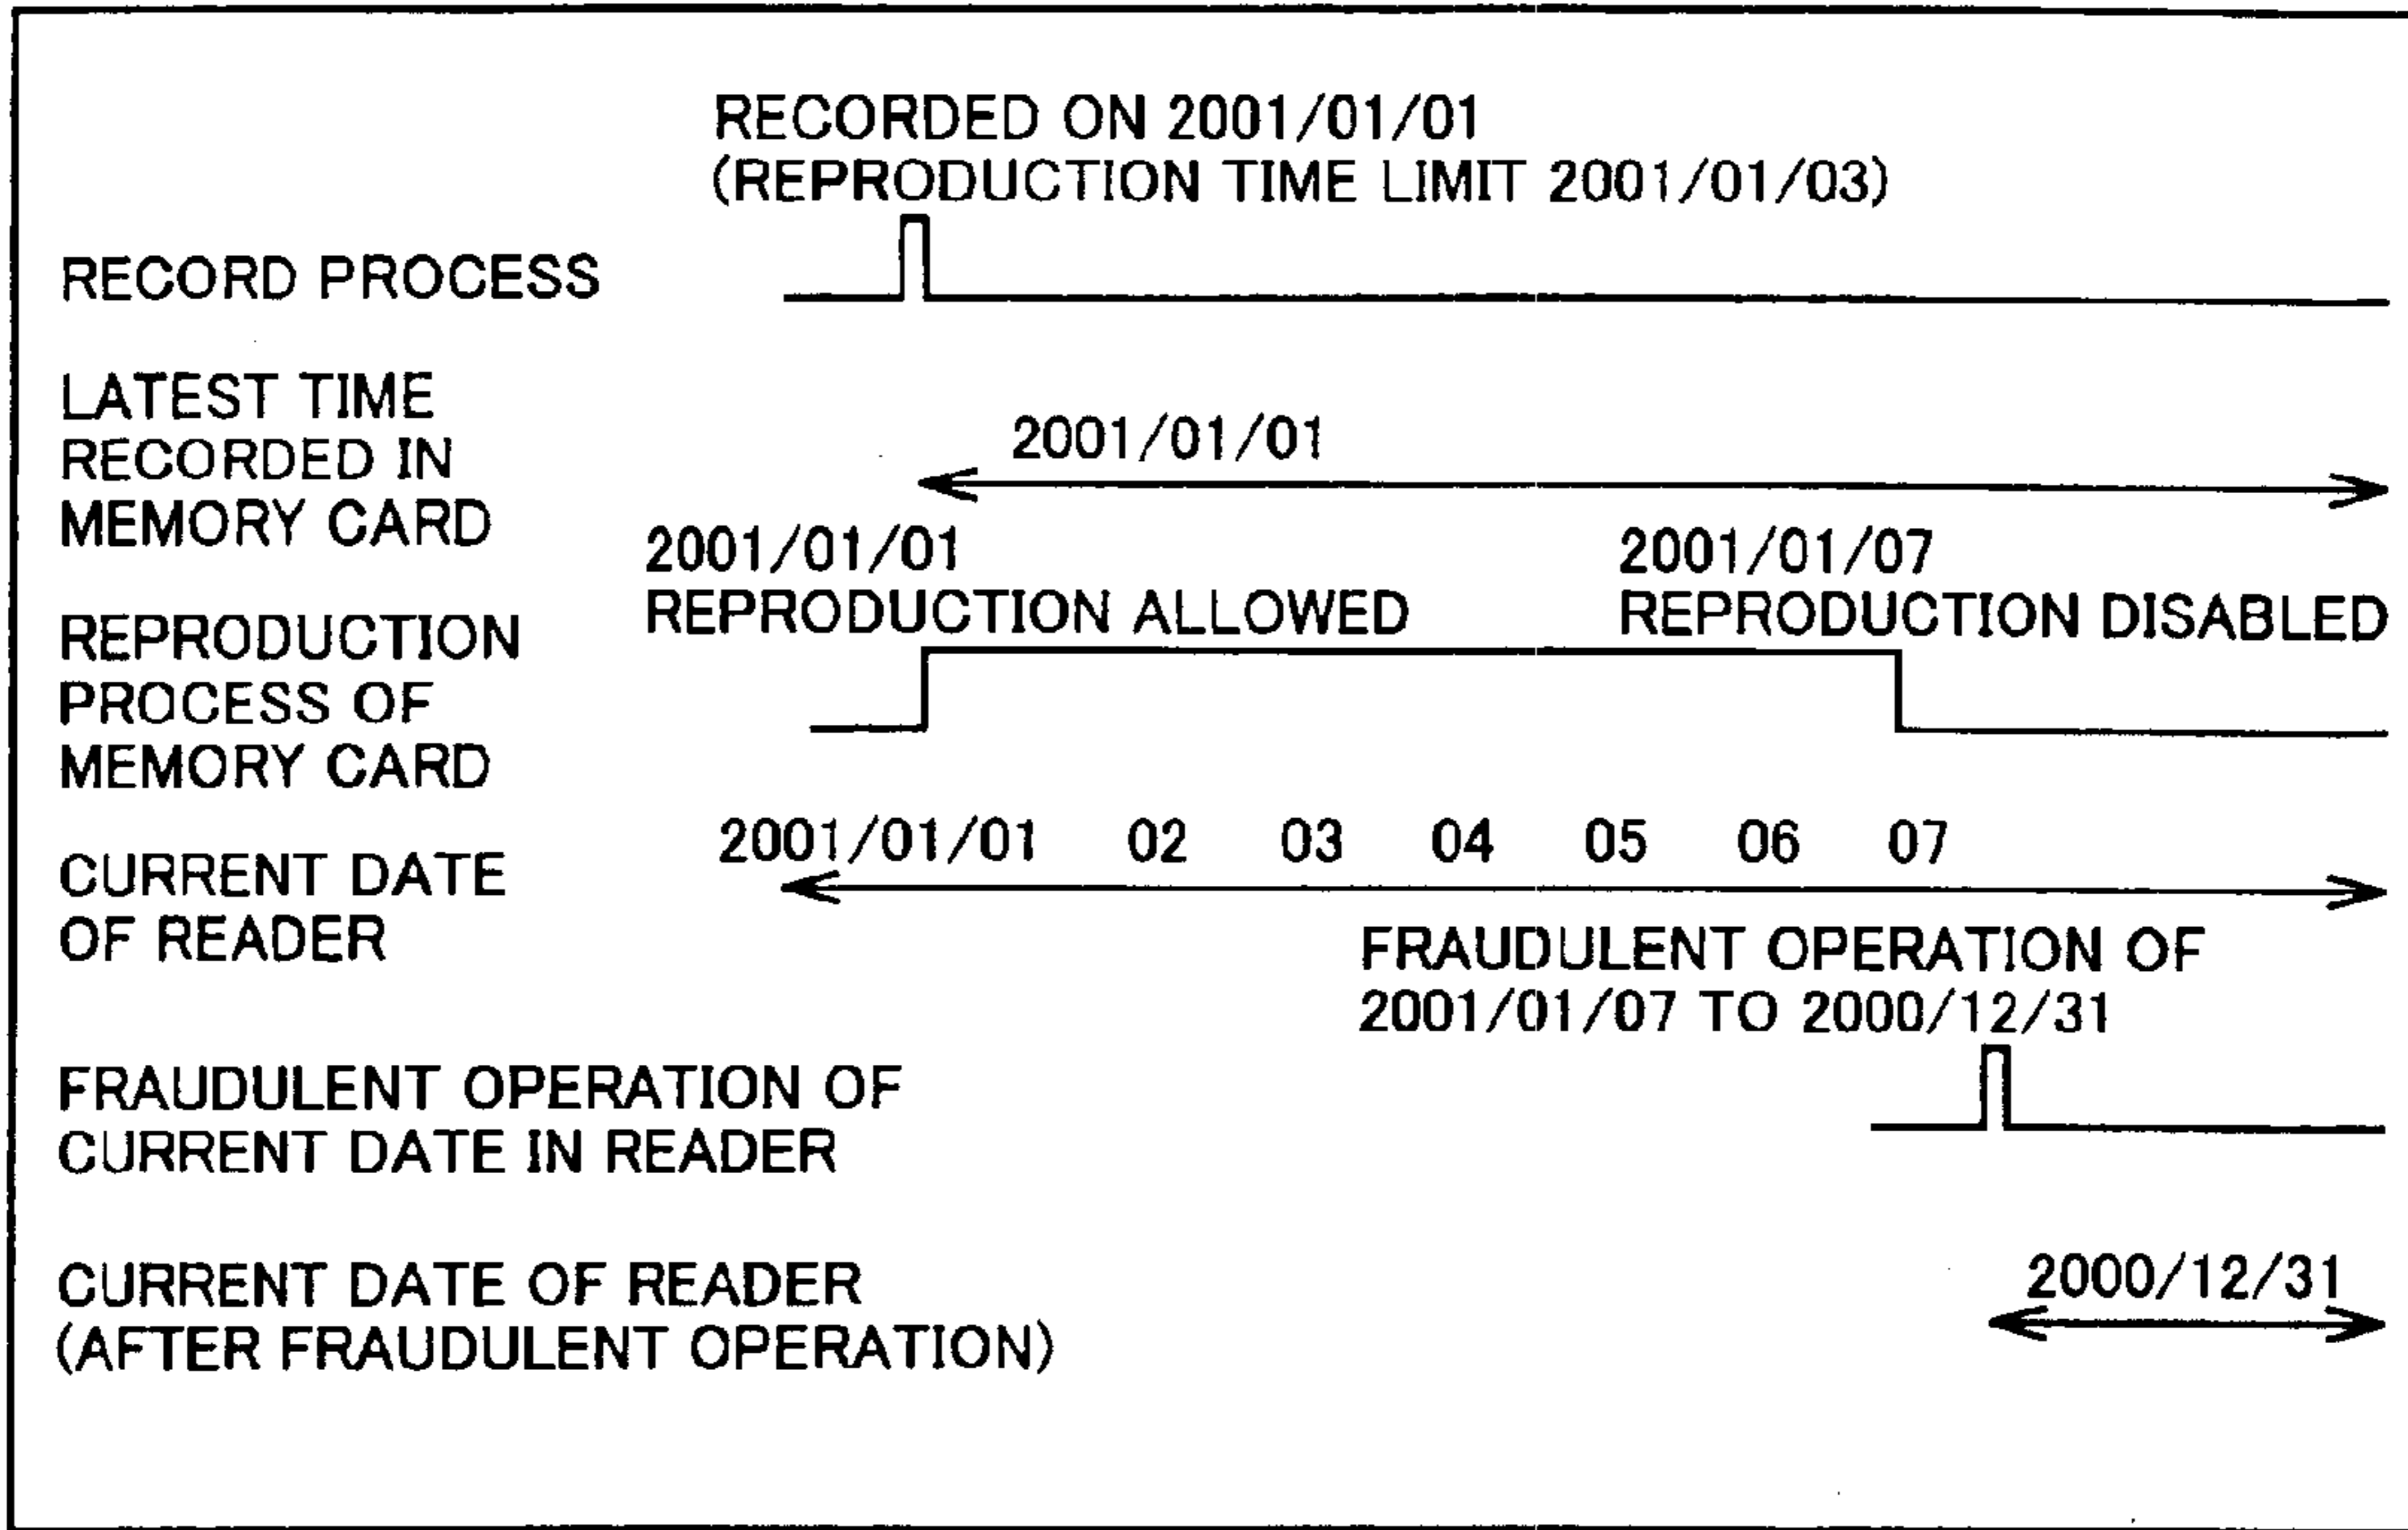 RECORDED ON 2001/01/01
(REPRODUCTION TIME LIMIT 2001/01/03)
RECORD PROCESS
LATEST TIME
RECORDED IN
MEMORY CARD
2001/01/01
2001/01/01
REPRODUCTION ALLOWED
2001/01/07
REPRODUCTION DISABLED
REPRODUCTION
PROCESS OF
MEMORY CARD
2001/01/01 02 03 04 05 06 07
CURRENT DATE
OF READER
FRAUDULENT OPERATION OF
2001/01/07 TO 2000/12/31
FRAUDULENT OPERATION OF
CURRENT DATE IN READER
2000/12/31
CURRENT DATE OF READER
(AFTER FRAUDULENT OPERATION)